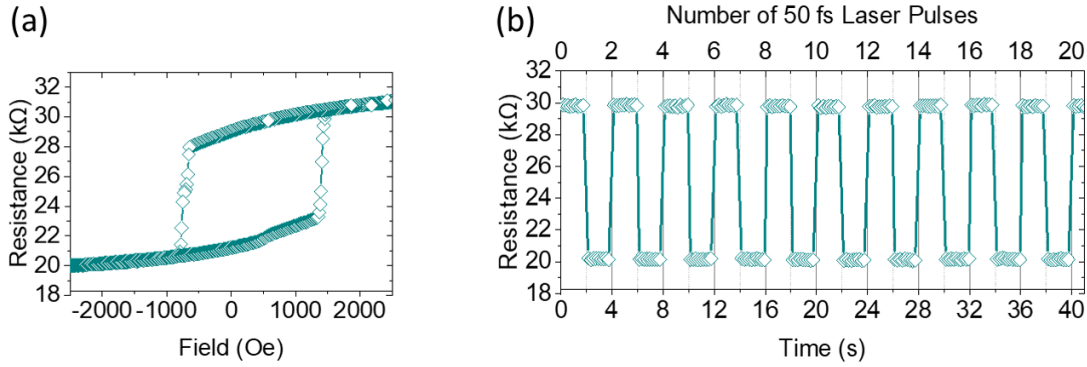 (a)
Resistance (kΩ)
32
30
28
26
24
22
20
18
-2000 -1000 0 1000 2000
Field (Oe)
(b)
Number of 50 fs Laser Pulses
0 2 4 6 8 10 12 14 16 18 20
Resistance (kΩ)
32
30
28
26
24
22
20
18
0 4 8 12 16 20 24 28 32 36 40
Time (s)